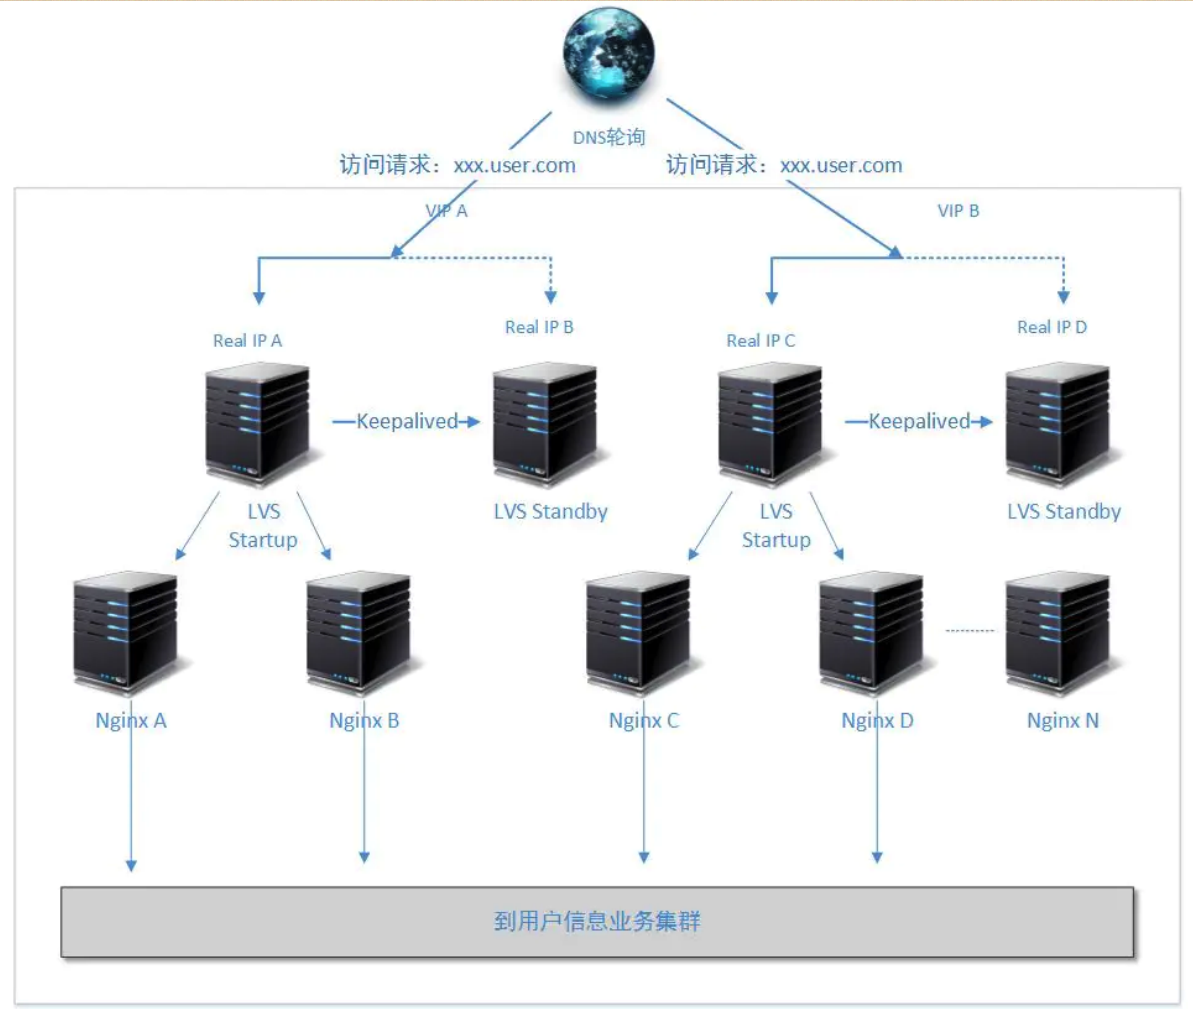 DNS轮询
访问请求：xxx.user.com
访问请求：xxx.user.com
VIP A
VIP B
Real IP A
Real IP B
Real IP C
Real IP D
Keepalived
Keepalived
LVS
Startup
LVS Standby
LVS
Startup
LVS Standby
Nginx A
Nginx B
Nginx C
Nginx D
Nginx N
到用户信息业务集群